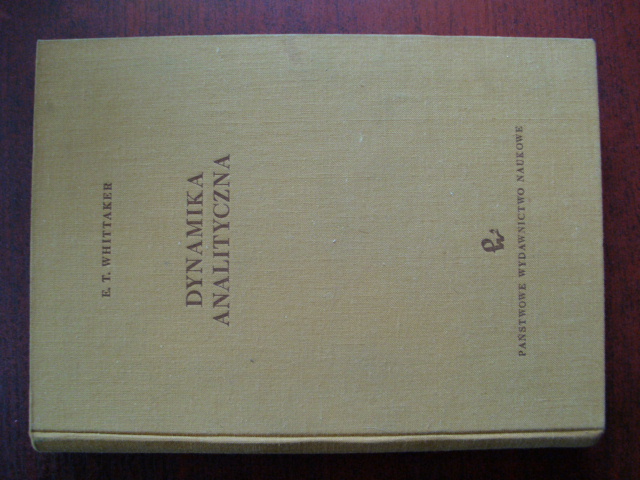 E. T. WHITTAKER
DYNAMIKA
ANALITYCZNA
PAŃSTWOWE WYDAWNICTWO NAUKOWE